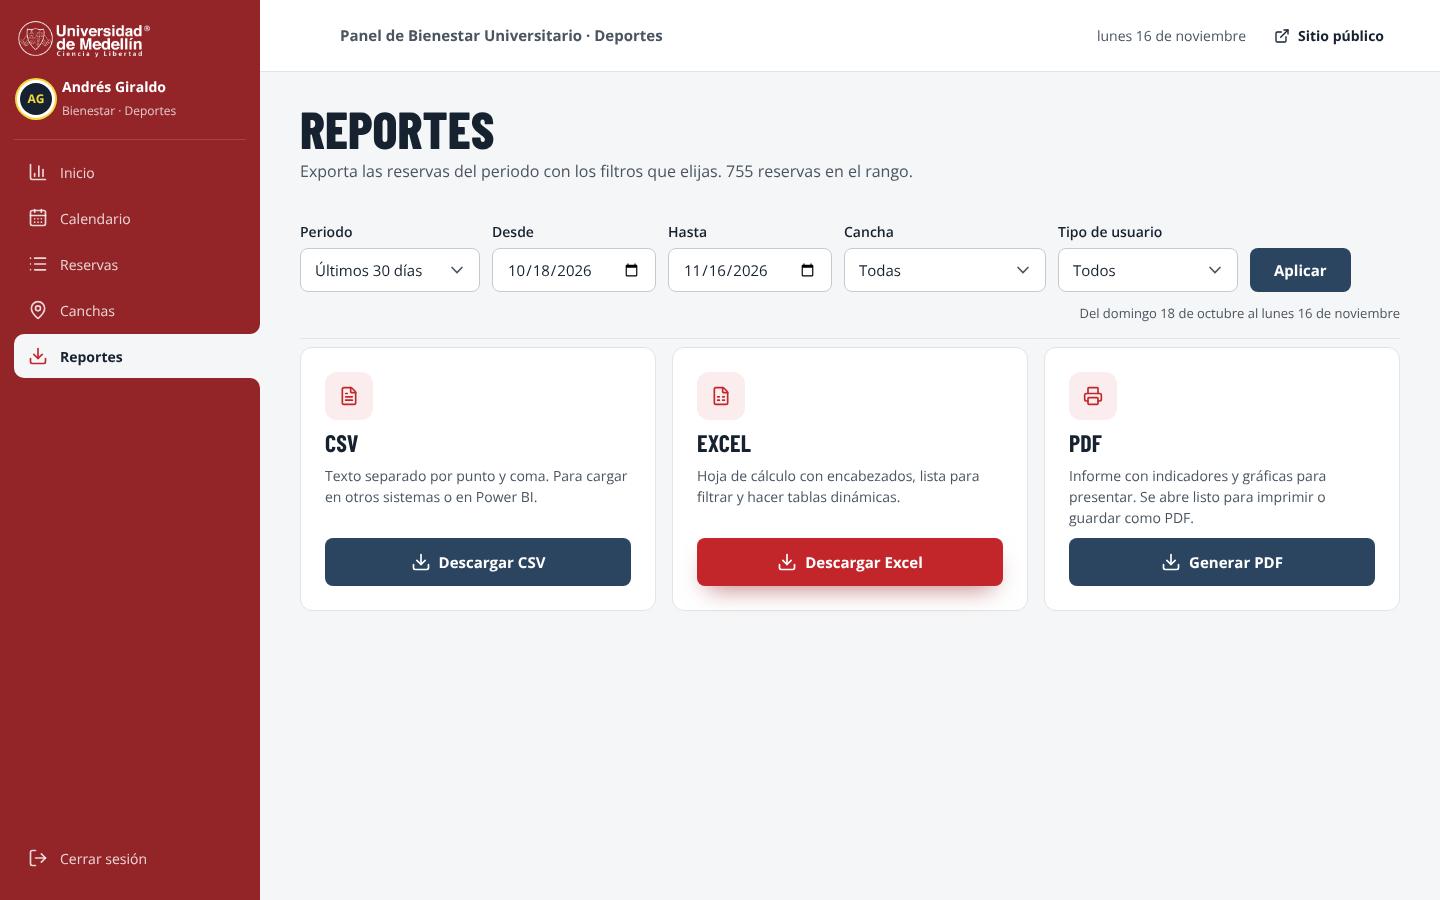 Universidad®
de Medellín
Ciencia y Libertad
AG
Andrés Giraldo
Bienestar · Deportes
Inicio
Calendario
Reservas
Canchas
Reportes
Cerrar sesión
Panel de Bienestar Universitario · Deportes
lunes 16 de noviembre
Sitio público
REPORTES
Exporta las reservas del periodo con los filtros que elijas. 755 reservas en el rango.
Periodo
Desde
Hasta
Cancha
Tipo de usuario
Últimos 30 días
10/18/2026
11/16/2026
Todas
Todos
Aplicar
Del domingo 18 de octubre al lunes 16 de noviembre
CSV
Texto separado por punto y coma. Para cargar
en otros sistemas o en Power BI.
Descargar CSV
EXCEL
Hoja de cálculo con encabezados, lista para
filtrar y hacer tablas dinámicas.
Descargar Excel
PDF
Informe con indicadores y gráficas para
presentar. Se abre listo para imprimir o
guardar como PDF.
Generar PDF